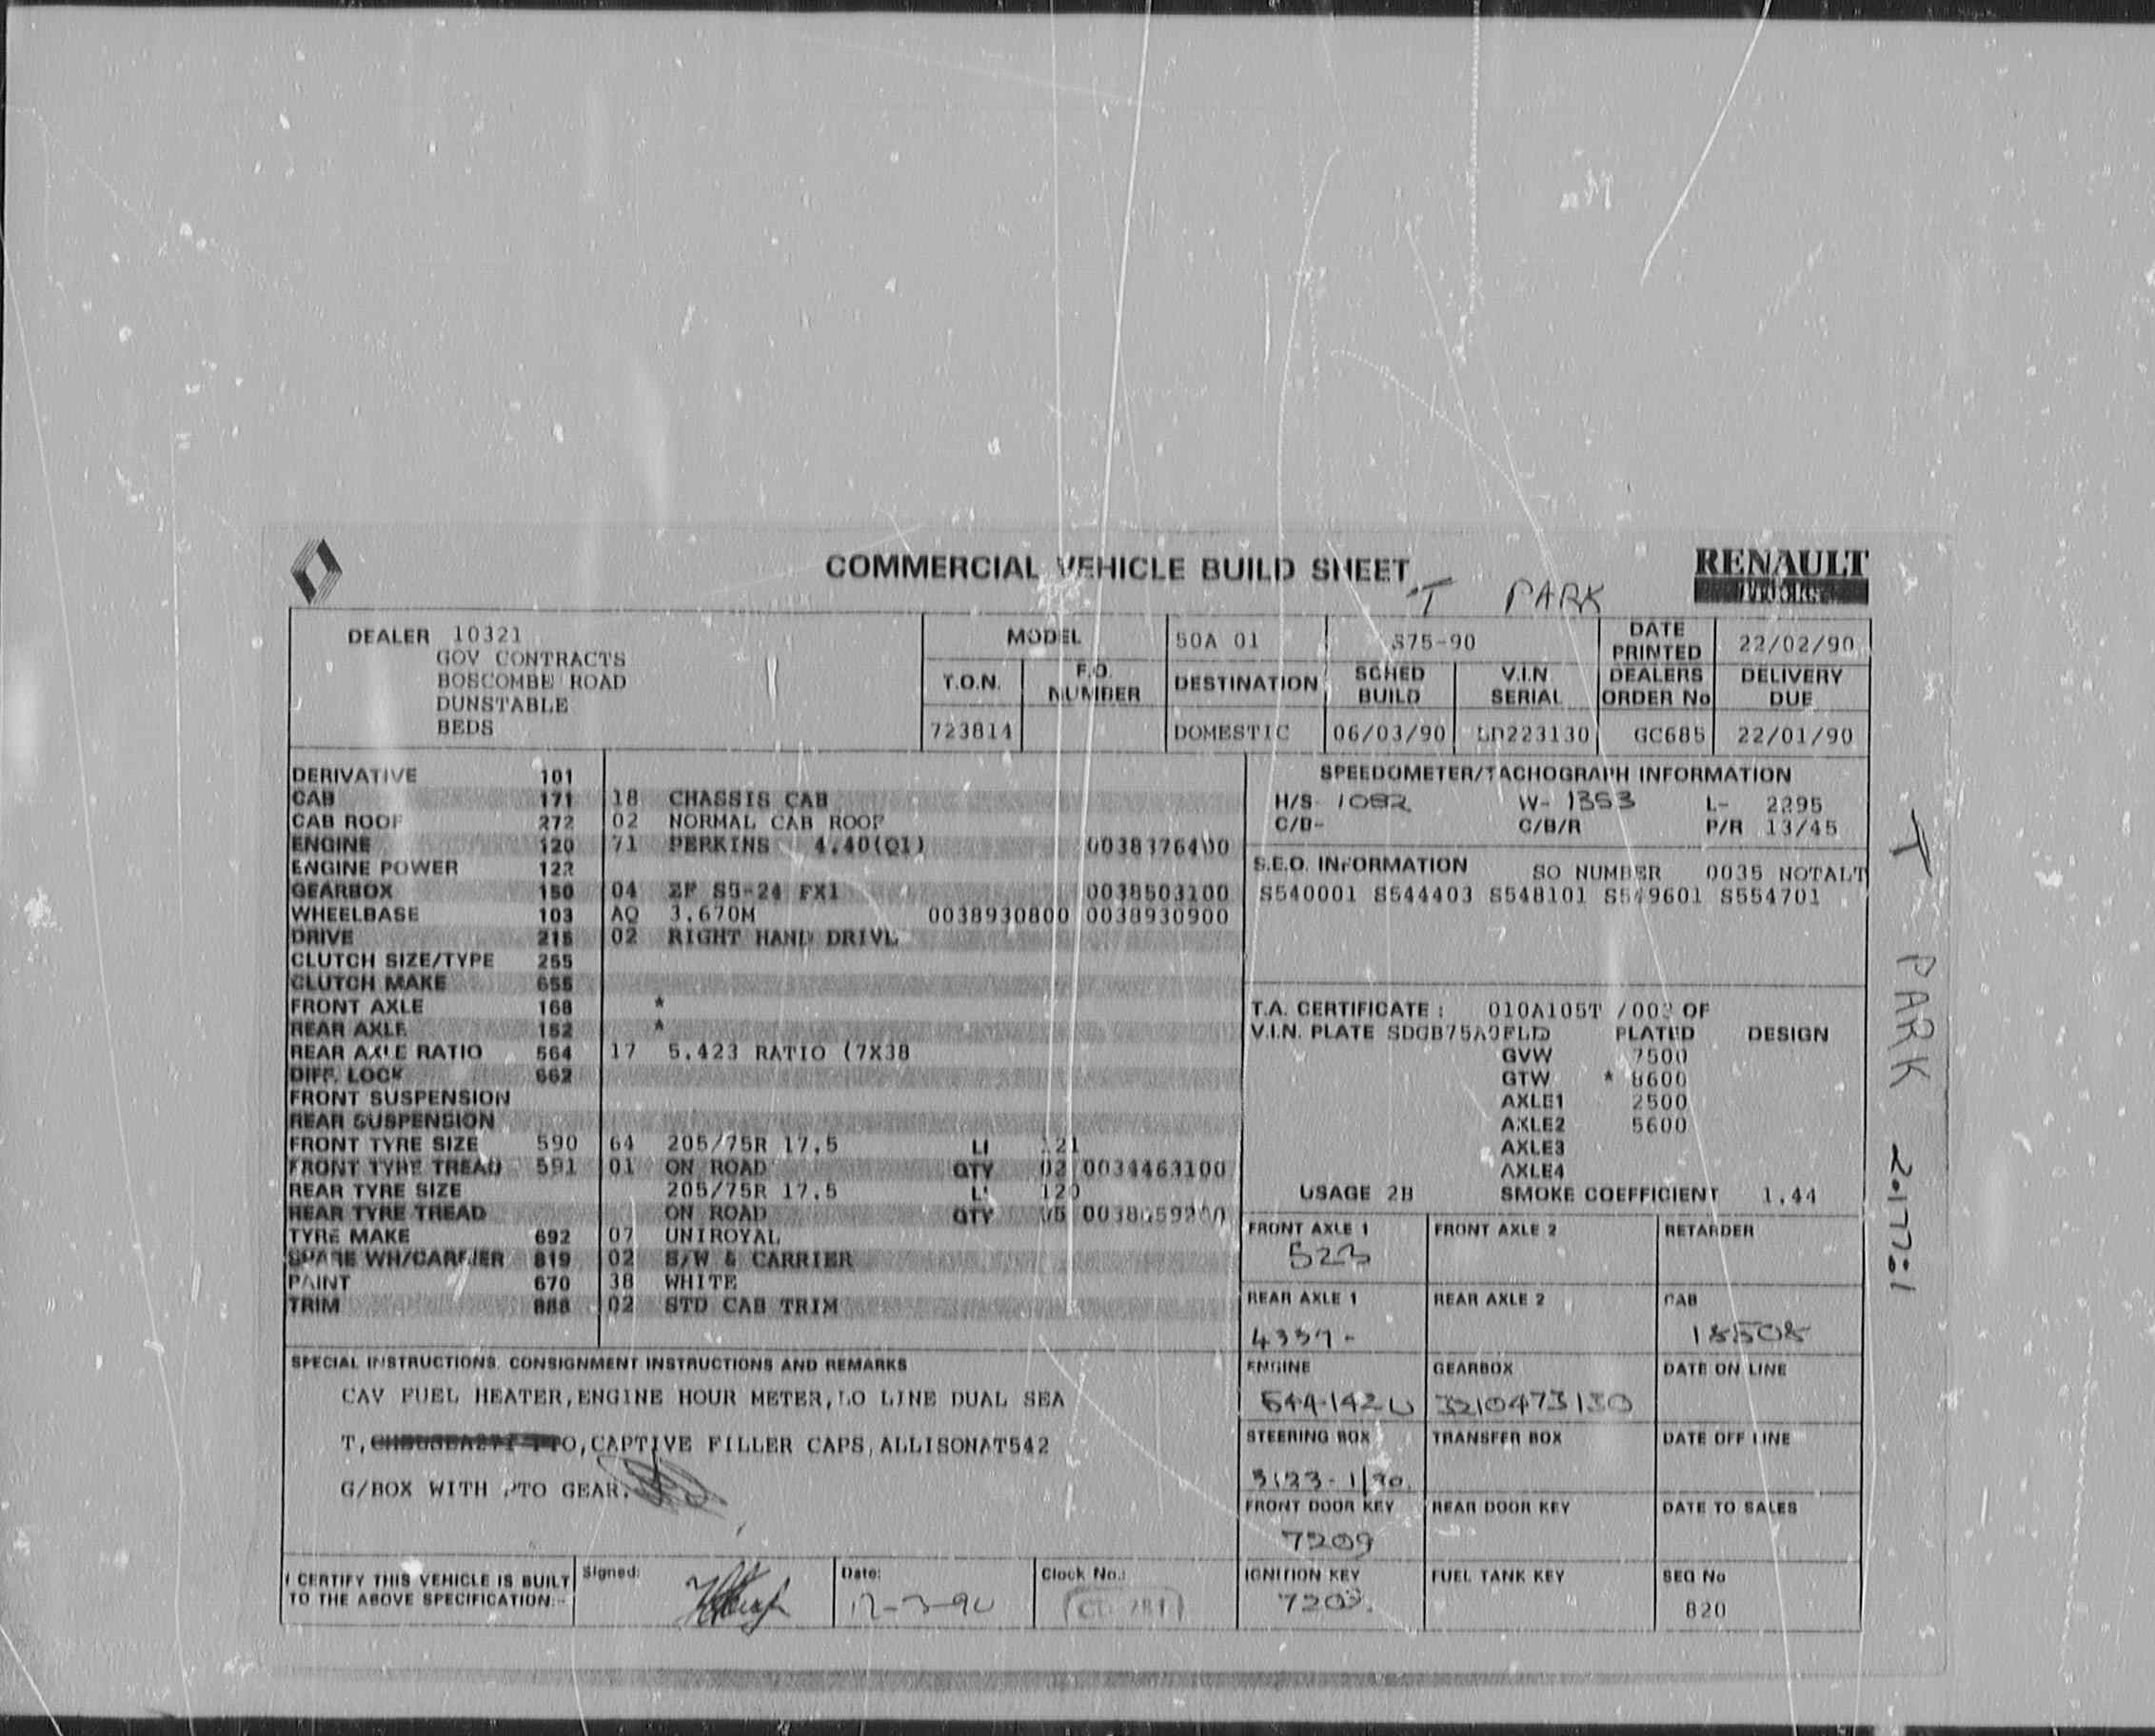 COMMERCIAL VEHICLE BUILD SHEET
RENAULT
T PARK
DEALER 10321
GOV CONTRACTS
BOSCOMBE ROAD
DUNSTABLE
BEDS
MODEL 50A 01 S75-90 DATE PRINTED 22/02/90
T.O.N. F.O. NUMBER DESTINATION SCHED BUILD V.I.N SERIAL DEALERS ORDER No DELIVERY DUE
723814 DOMESTIC 06/03/90 LD223130 GC685 22/01/90
DERIVATIVE 101
CAB 171 18 CHASSIS CAB
CAB ROOF 272 02 NORMAL CAB ROOF
ENGINE 120 71 PERKINS 4.40(Q1) 0038376400
ENGINE POWER 122
GEARBOX 150 04 ZF S5-24 FX1 0038503100
WHEELBASE 103 AQ 3.670M 0038930800 0038930900
DRIVE 215 02 RIGHT HAND DRIVE
CLUTCH SIZE/TYPE 255
CLUTCH MAKE 656
FRONT AXLE 168 *
REAR AXLE 152 *
REAR AXLE RATIO 564 17 5.423 RATIO (7X38
DIFF. LOCK 662
FRONT SUSPENSION
REAR SUSPENSION
FRONT TYRE SIZE 590 64 205/75R 17.5 LI 121
FRONT TYRE TREAD 591 01 ON ROAD QTY 02 0034463100
REAR TYRE SIZE 205/75R 17.5 LI 120
REAR TYRE TREAD ON ROAD QTY 05
TYRE MAKE 692 07 UNIROYAL
SPARE WH/CARRIER 819 02 S/W & CARRIER
PAINT 670 38 WHITE
TRIM 888 02 STD CAB TRIM
SPEEDOMETER/TACHOGRAPH INFORMATION
H/S- 1082 W- 1353 L- 2295
C/D- C/B/R P/R 13/45
S.E.O. INFORMATION SO NUMBER 0035 NOTALT
S540001 S544403 S548101 S549601 S554701
T.A. CERTIFICATE : 010A105T /002 OF
V.I.N. PLATE SDGB75A0FLD PLATED DESIGN
GVW 7500
GTW * 8600
AXLE1 2500
AXLE2 5600
AXLE3
AXLE4
USAGE 2B SMOKE COEFFICIENT 1.44
FRONT AXLE 1 FRONT AXLE 2 RETARDER
523
REAR AXLE 1 REAR AXLE 2 CAB
18508
ENGINE GEARBOX DATE ON LINE
3210473130
STEERING BOX TRANSFER BOX DATE OFF LINE
3123-1/90.
FRONT DOOR KEY REAR DOOR KEY DATE TO SALES
7209
IGNITION KEY FUEL TANK KEY SEQ No
7209. 820
SPECIAL INSTRUCTIONS, CONSIGNMENT INSTRUCTIONS AND REMARKS
CAV FUEL HEATER,ENGINE HOUR METER,LO LINE DUAL SEA
T, O,CAPTIVE FILLER CAPS,ALLISONAT542
G/BOX WITH PTO GEAR.
I CERTIFY THIS VEHICLE IS BUILT
TO THE ABOVE SPECIFICATION:-
Signed: Date: 12-3-90 Clock No.:
T PARK 217721